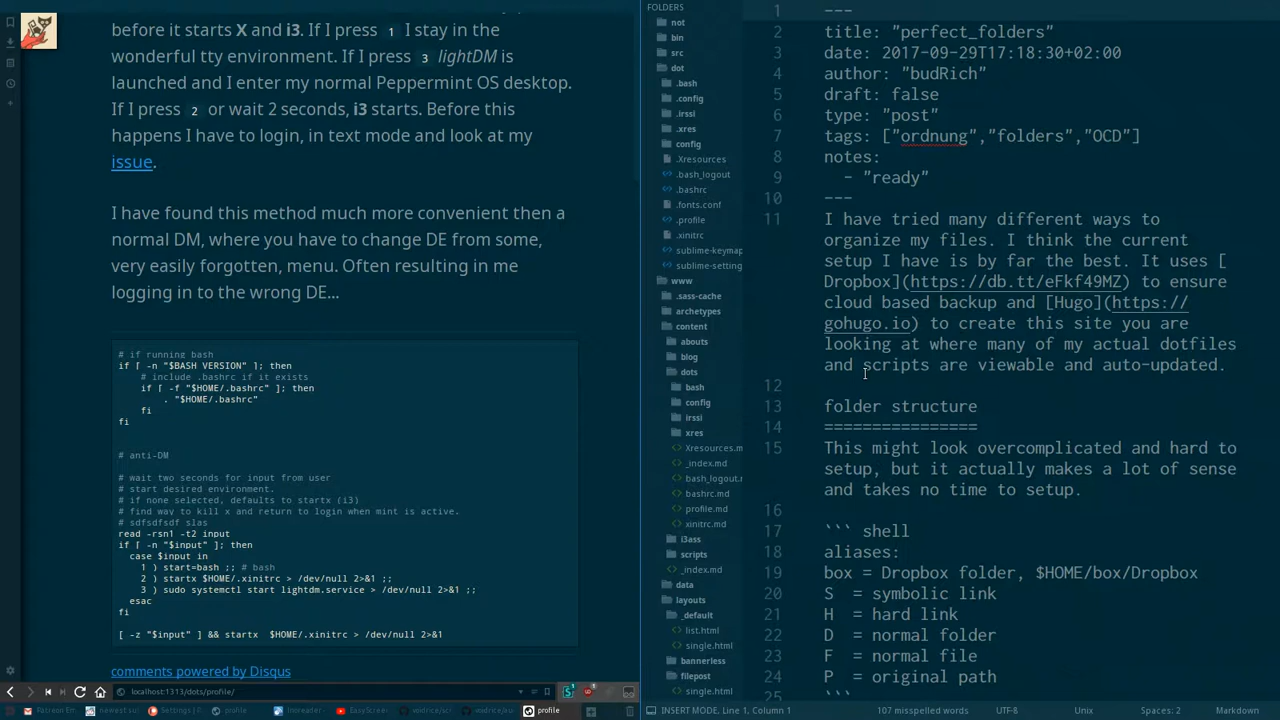 before it starts X and i3. If I press 1 I stay in the
wonderful tty environment. If I press 3 lightDM is
launched and I enter my normal Peppermint OS desktop.
If I press 2 or wait 2 seconds, i3 starts. Before this
happens I have to login, in text mode and look at my
issue.
I have found this method much more convenient then a
normal DM, where you have to change DE from some,
very easily forgotten, menu. Often resulting in me
logging in to the wrong DE...
# if running bash
if [ -n "$BASH_VERSION" ]; then
# include .bashrc if it exists
if [ -f "$HOME/.bashrc" ]; then
. "$HOME/.bashrc"
fi
fi
# anti-DM
# wait two seconds for input from user
# start desired environment.
# if none selected, defaults to startx (i3)
# find way to kill x and return to login when mint is active.
# sdfsdfsdf slas
read -rsn1 -t2 input
if [ -n "$input" ]; then
case $input in
1 ) start=bash ;; # bash
2 ) startx $HOME/.xinitrc > /dev/null 2>&1 ;;
3 ) sudo systemctl start lightdm.service > /dev/null 2>&1 ;;
esac
fi
[ -z "$input" ] && startx $HOME/.xinitrc > /dev/null 2>&1
comments powered by Disqus
localhost:1313/dots/profile/
Patreon Em
newest sub
Settings | P
profile
Inoreader
EasyScreen
xodrice/scr
profile
FOLDERS
not
bin
src
dot
.bash
.config
.irssi
.xres
config
.Xresources
.bash_logout
.bashrc
.fonts.conf
.profile
.xinitrc
sublime-keymap
sublime-setting
www
.sass-cache
archetypes
content
abouts
blog
dots
bash
config
irssi
xres
Xresources.m
_index.md
bash_logout.r
bashrc.md
profile.md
xinitrc.md
i3ass
scripts
_index.md
data
layouts
_default
list.html
single.html
bannerless
filepost
single.html
1 ---
2 title: "perfect_folders"
3 date: 2017-09-29T17:18:30+02:00
4 author: "budRich"
5 draft: false
6 type: "post"
7 tags: ["ordnung","folders","OCD"]
8 notes:
9 - "ready"
10 ---
11 I have tried many different ways to
organize my files. I think the current
setup I have is by far the best. It uses [
Dropbox](https://db.tt/eFkf49MZ) to ensure
cloud based backup and [Hugo](https://
gohugo.io) to create this site you are
looking at where many of my actual dotfiles
and scripts are viewable and auto-updated.
12
13 folder structure
14 ================
15 This might look overcomplicated and hard to
setup, but it actually makes a lot of sense
and takes no time to setup.
16
17 ``` shell
18 aliases:
19 box = Dropbox folder, $HOME/box/Dropbox
20 S = symbolic link
21 H = hard link
22 D = normal folder
23 F = normal file
24 P = original path
25 ```
INSERT MODE, Line 1, Column 1
107 misspelled words
UTF-8
Unix
Spaces: 2
Markdown